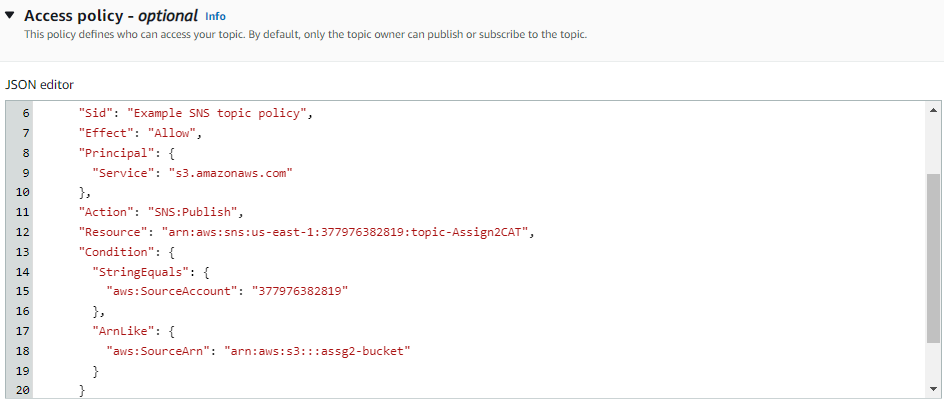 ▼ Access policy - optional Info
This policy defines who can access your topic. By default, only the topic owner can publish or subscribe to the topic.
JSON editor
6 "Sid": "Example SNS topic policy",
7 "Effect": "Allow",
8 "Principal": {
9 "Service": "s3.amazonaws.com"
10 },
11 "Action": "SNS:Publish",
12 "Resource": "arn:aws:sns:us-east-1:377976382819:topic-Assign2CAT",
13 "Condition": {
14 "StringEquals": {
15 "aws:SourceAccount": "377976382819"
16 },
17 "ArnLike": {
18 "aws:SourceArn": "arn:aws:s3:::assg2-bucket"
19 }
20 }